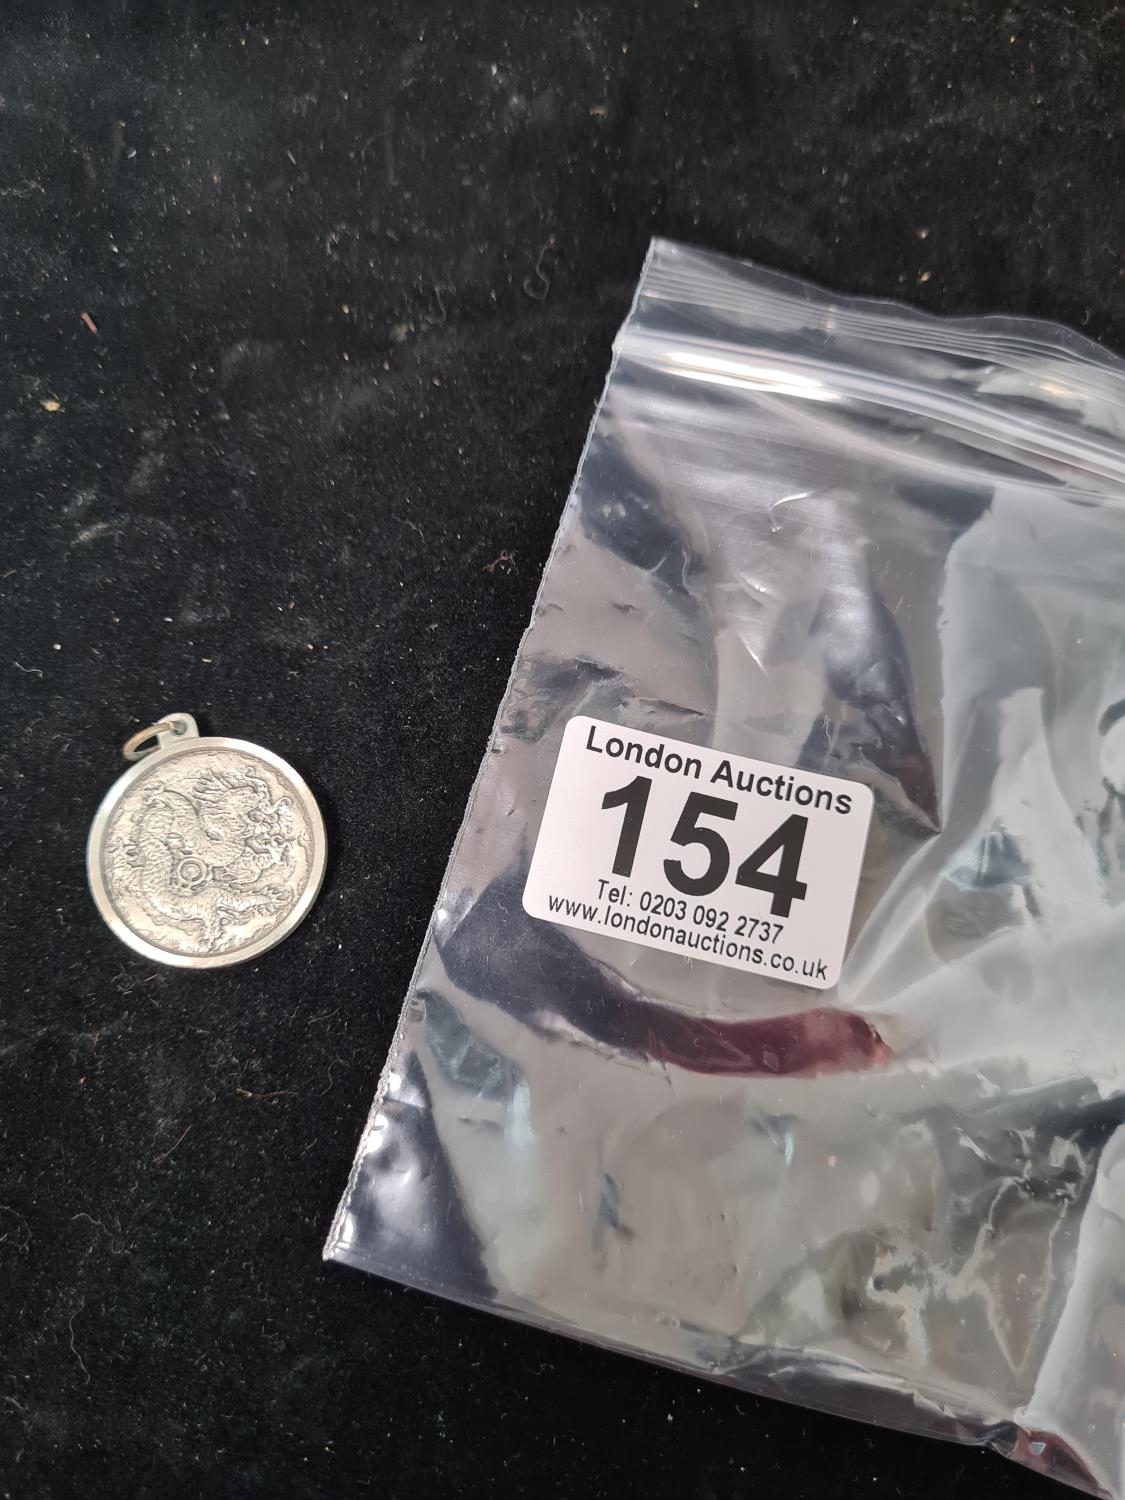 London Auctions
154
Tel: 0203 092 2737
www.londonauctions.co.uk